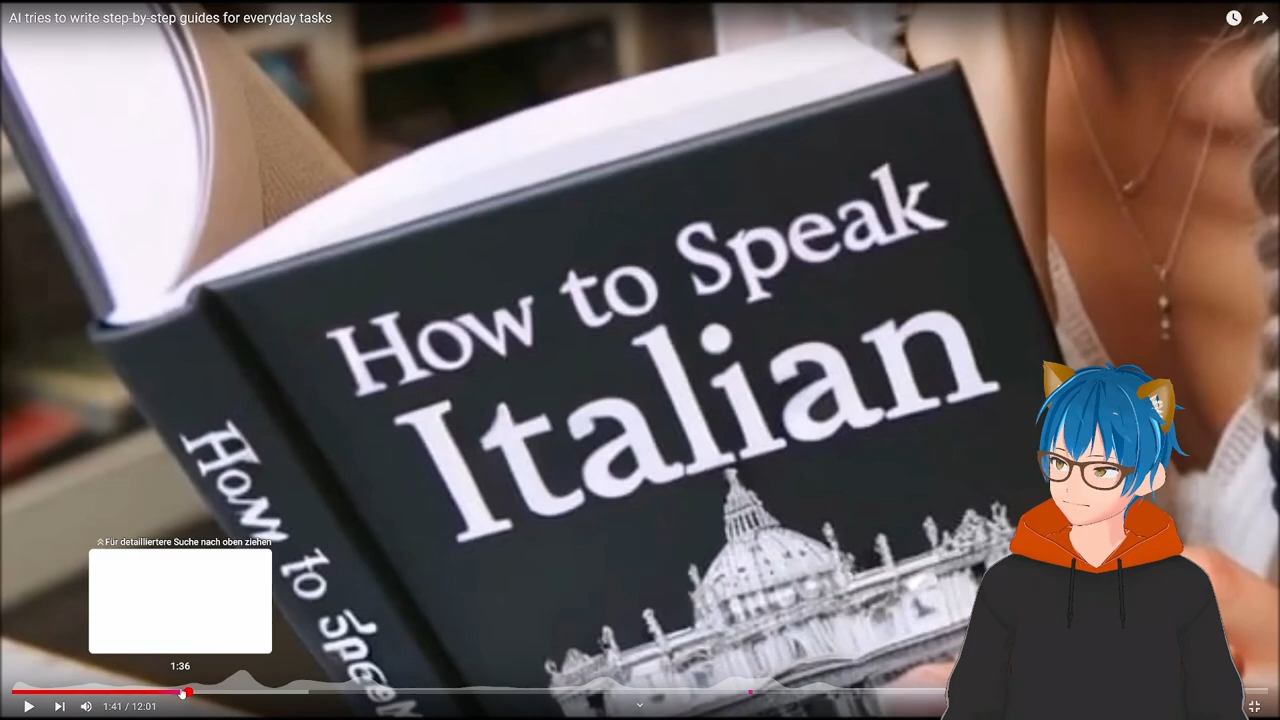 AI tries to write step-by-step guides for everyday tasks
How to Speak
Italian
How to Speak
Für detailliertere Suche nach oben ziehen
1:36
1:41 / 12:01